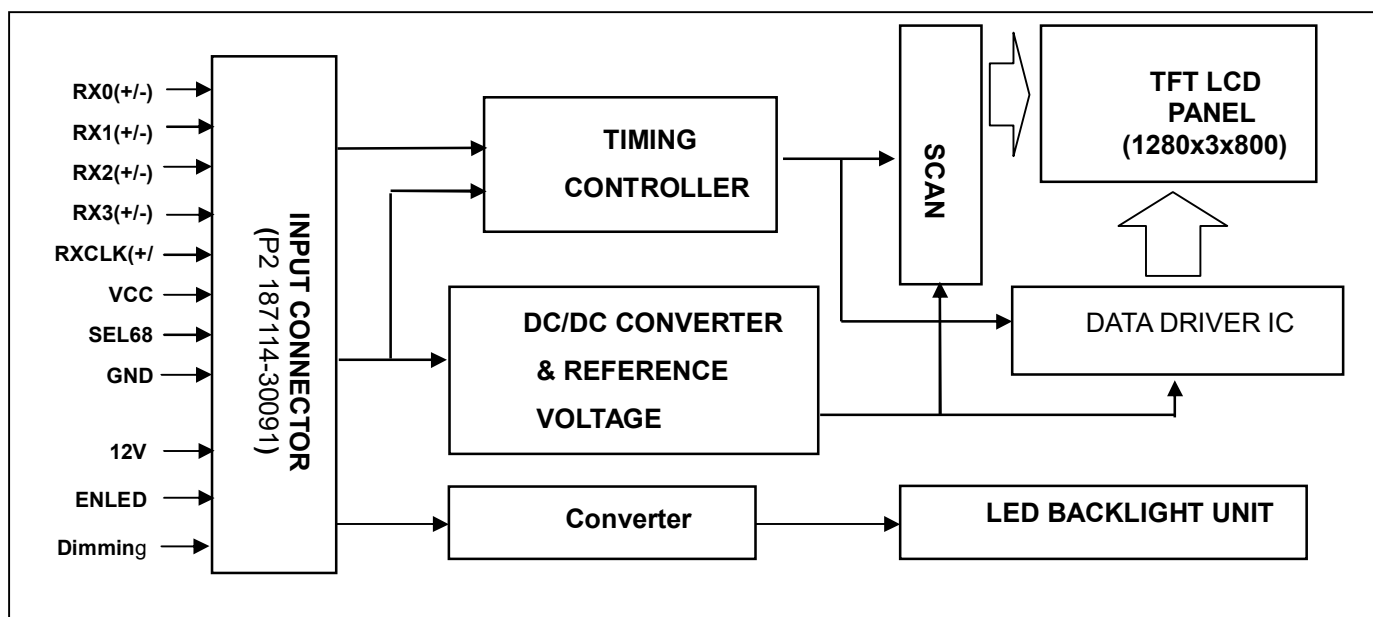 RX0(+/-)
RX1(+/-)
RX2(+/-)
RX3(+/-)
RXCLK(+/
VCC
SEL68
GND
12V
ENLED
Dimming
INPUT CONNECTOR
(P2 187114-30091)
TIMING
CONTROLLER
DC/DC CONVERTER
& REFERENCE
VOLTAGE
Converter
SCAN
TFT LCD
PANEL
(1280x3x800)
DATA DRIVER IC
LED BACKLIGHT UNIT